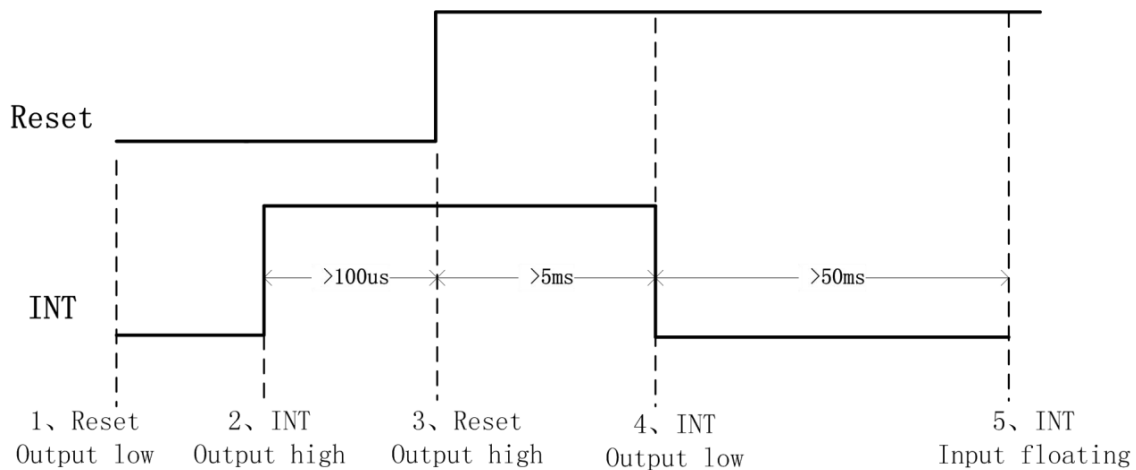 Reset
INT
>100us
>5ms
>50ms
1、Reset
Output low
2、INT
Output high
3、Reset
Output high
4、INT
Output low
5、INT
Input floating